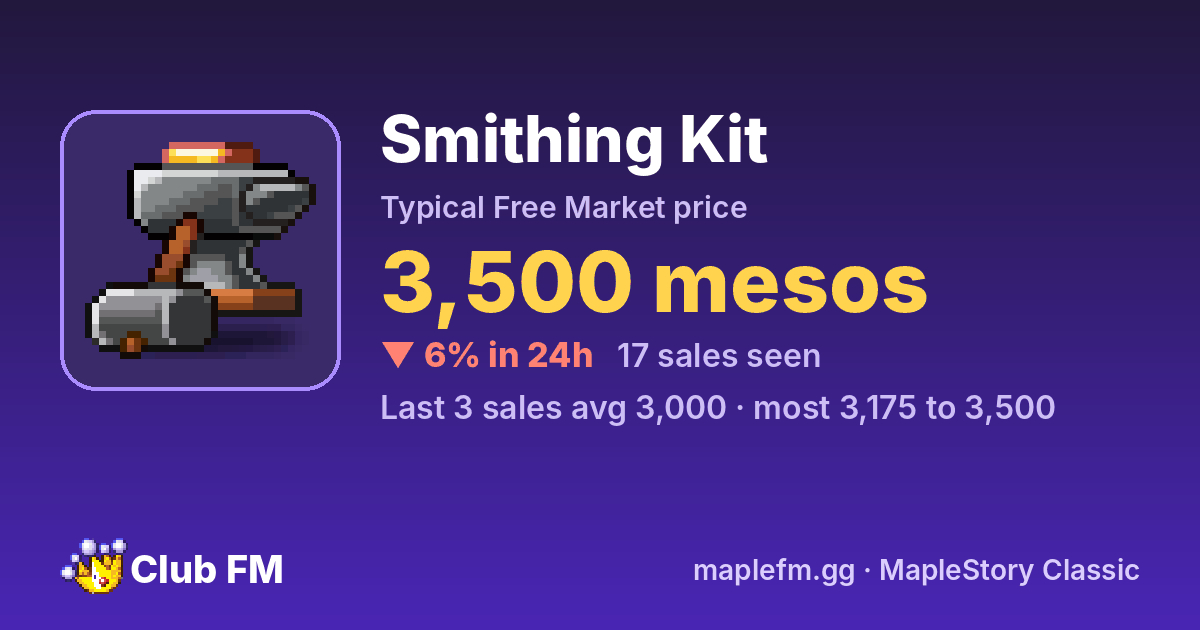 Smithing Kit
Typical Free Market price
3,500 mesos
▼ 6% in 24h 17 sales seen
Last 3 sales avg 3,000 · most 3,175 to 3,500
Club FM
maplefm.gg · MapleStory Classic